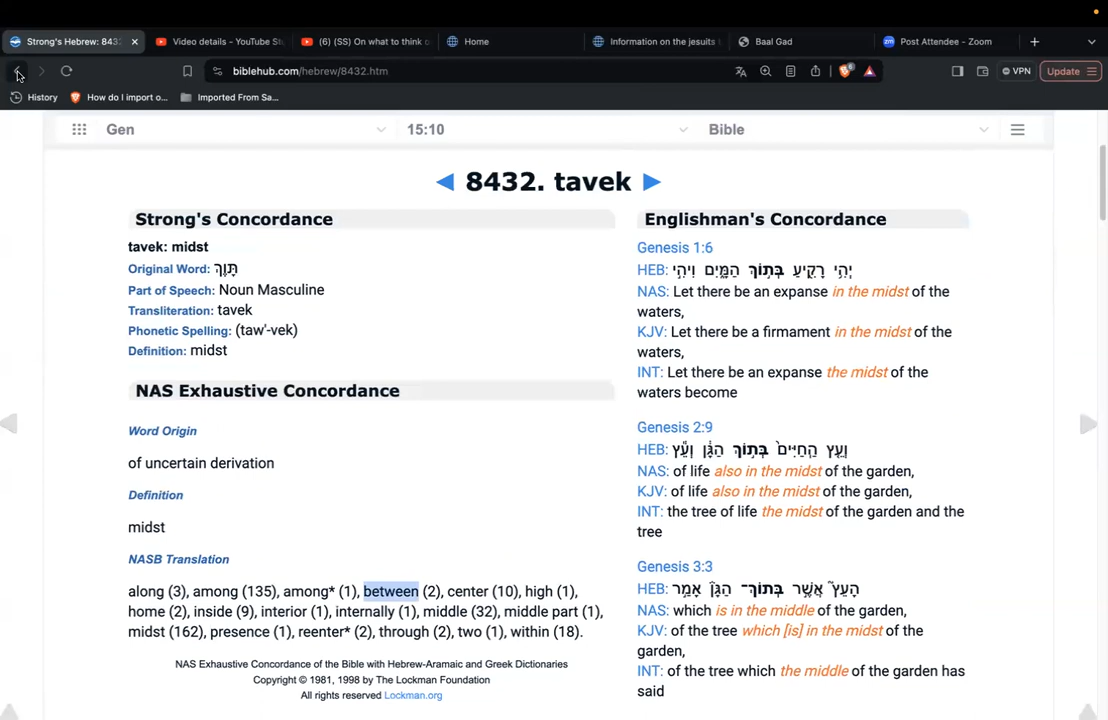 Strong's Hebrew: 843
Video details - YouTube St
(6) (SS) On what to think o
Home
Information on the jesuits
Baal Gad
Post Attendee - Zoom
biblehub.com/hebrew/8432.htm
6
VPN
Update
History
How do I import o...
Imported From Sa...
Gen
15:10
Bible
8432. tavek
Strong's Concordance
tavek: midst
Original Word: תָּוֶךְ
Part of Speech: Noun Masculine
Transliteration: tavek
Phonetic Spelling: (taw'-vek)
Definition: midst
NAS Exhaustive Concordance
Word Origin
of uncertain derivation
Definition
midst
NASB Translation
along (3), among (135), among* (1), between (2), center (10), high (1),
home (2), inside (9), interior (1), internally (1), middle (32), middle part (1),
midst (162), presence (1), reenter* (2), through (2), two (1), within (18).
NAS Exhaustive Concordance of the Bible with Hebrew-Aramaic and Greek Dictionaries
Copyright © 1981, 1998 by The Lockman Foundation
All rights reserved Lockman.org
Englishman's Concordance
Genesis 1:6
HEB: יְהִ֥י רָקִ֖יעַ בְּת֣וֹךְ הַמָּ֑יִם וִיהִ֣י
NAS: Let there be an expanse in the midst of the
waters,
KJV: Let there be a firmament in the midst of the
waters,
INT: Let there be an expanse the midst of the
waters become
Genesis 2:9
HEB: וְעֵ֤ץ הַֽחַיִּים֙ בְּת֣וֹךְ הַגָּ֔ן וְעֵ֕ץ
NAS: of life also in the midst of the garden,
KJV: of life also in the midst of the garden,
INT: the tree of life the midst of the garden and the
tree
Genesis 3:3
HEB: הָעֵץ֮ אֲשֶׁ֣ר בְּתוֹךְ־ הַגָּן֒ אָמַ֣ר
NAS: which is in the middle of the garden,
KJV: of the tree which [is] in the midst of the
garden,
INT: of the tree which the middle of the garden has
said